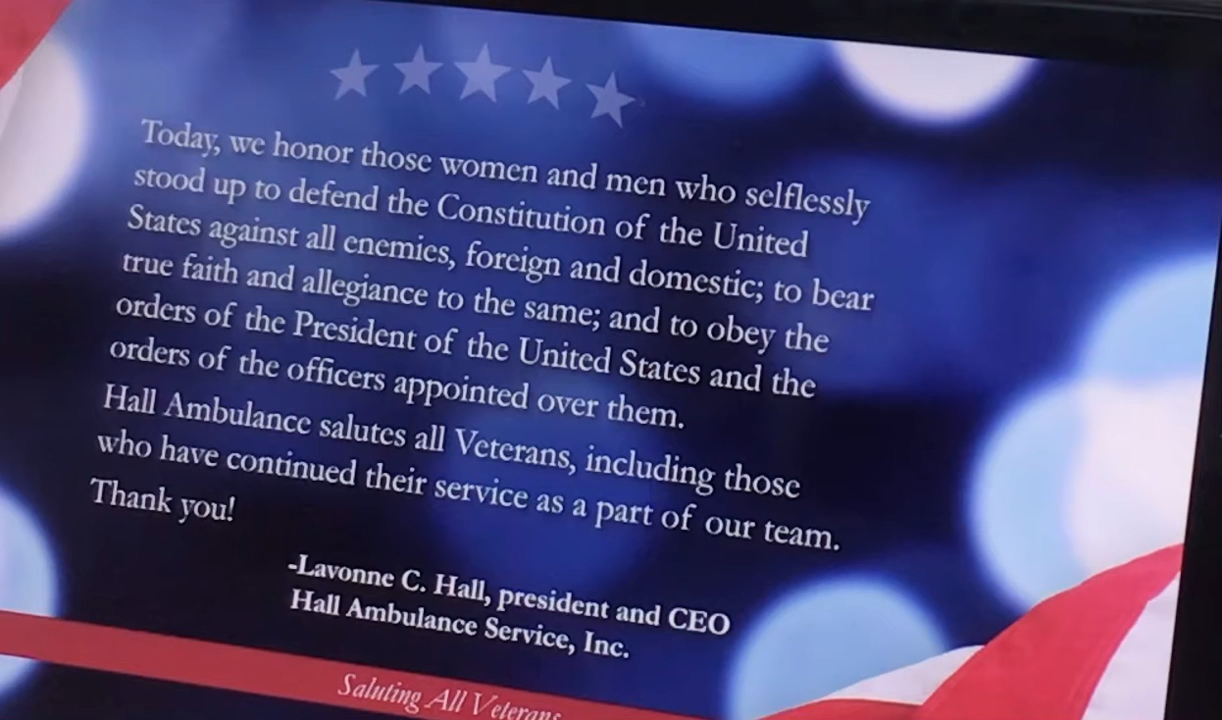 Today, we honor those women and men who selflessly
stood up to defend the Constitution of the United
States against all enemies, foreign and domestic; to bear
true faith and allegiance to the same; and to obey the
orders of the President of the United States and the
orders of the officers appointed over them.
Hall Ambulance salutes all Veterans, including those
who have continued their service as a part of our team.
Thank you!
-Lavonne C. Hall, president and CEO
Hall Ambulance Service, Inc.
Saluting All Veterans